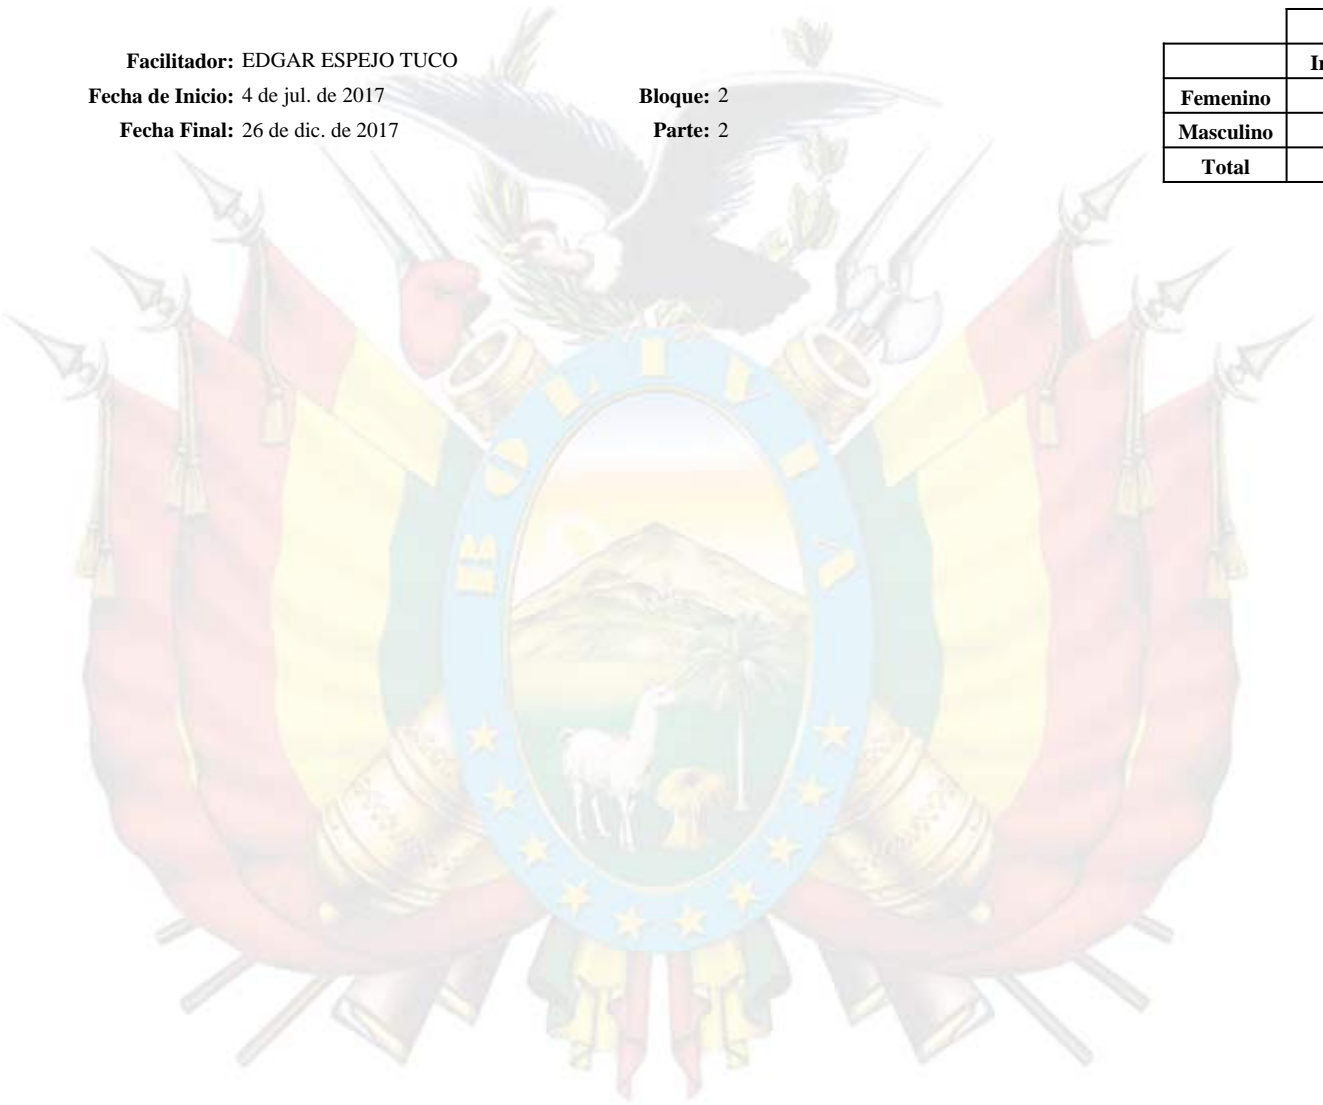 Facilitador: EDGAR ESPEJO TUCO
Fecha de Inicio: 4 de jul. de 2017 Bloque: 2
Fecha Final: 26 de dic. de 2017 Parte: 2
Femenino
Masculino
Total
BOLIVIA